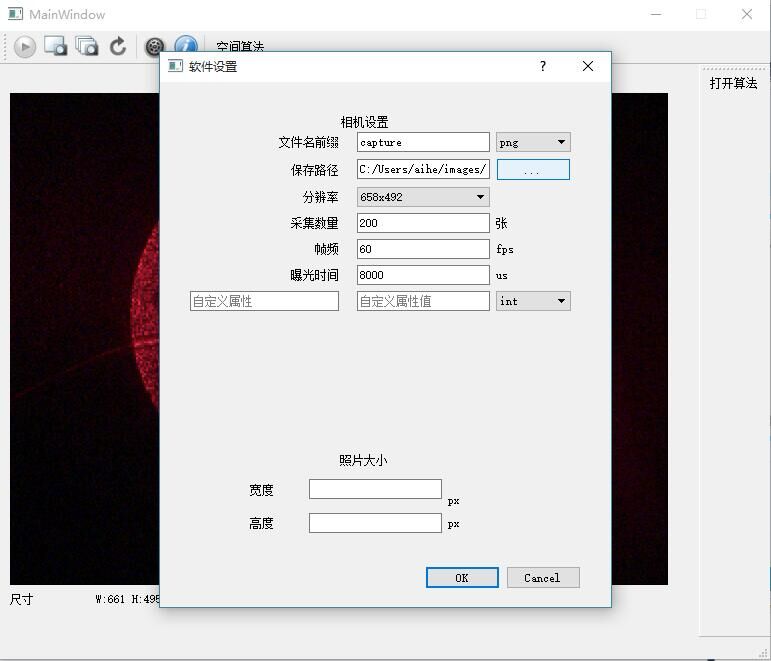 MainWindow
空间算法
软件设置
?
打开算法
相机设置
文件名前缀 capture png
保存路径 C:/Users/aihe/images/ ...
分辨率 658x492
采集数量 200 张
帧频 60 fps
曝光时间 8000 us
自定义属性 自定义属性值 int
照片大小
宽度 px
高度 px
OK Cancel
尺寸 W:661 H:495